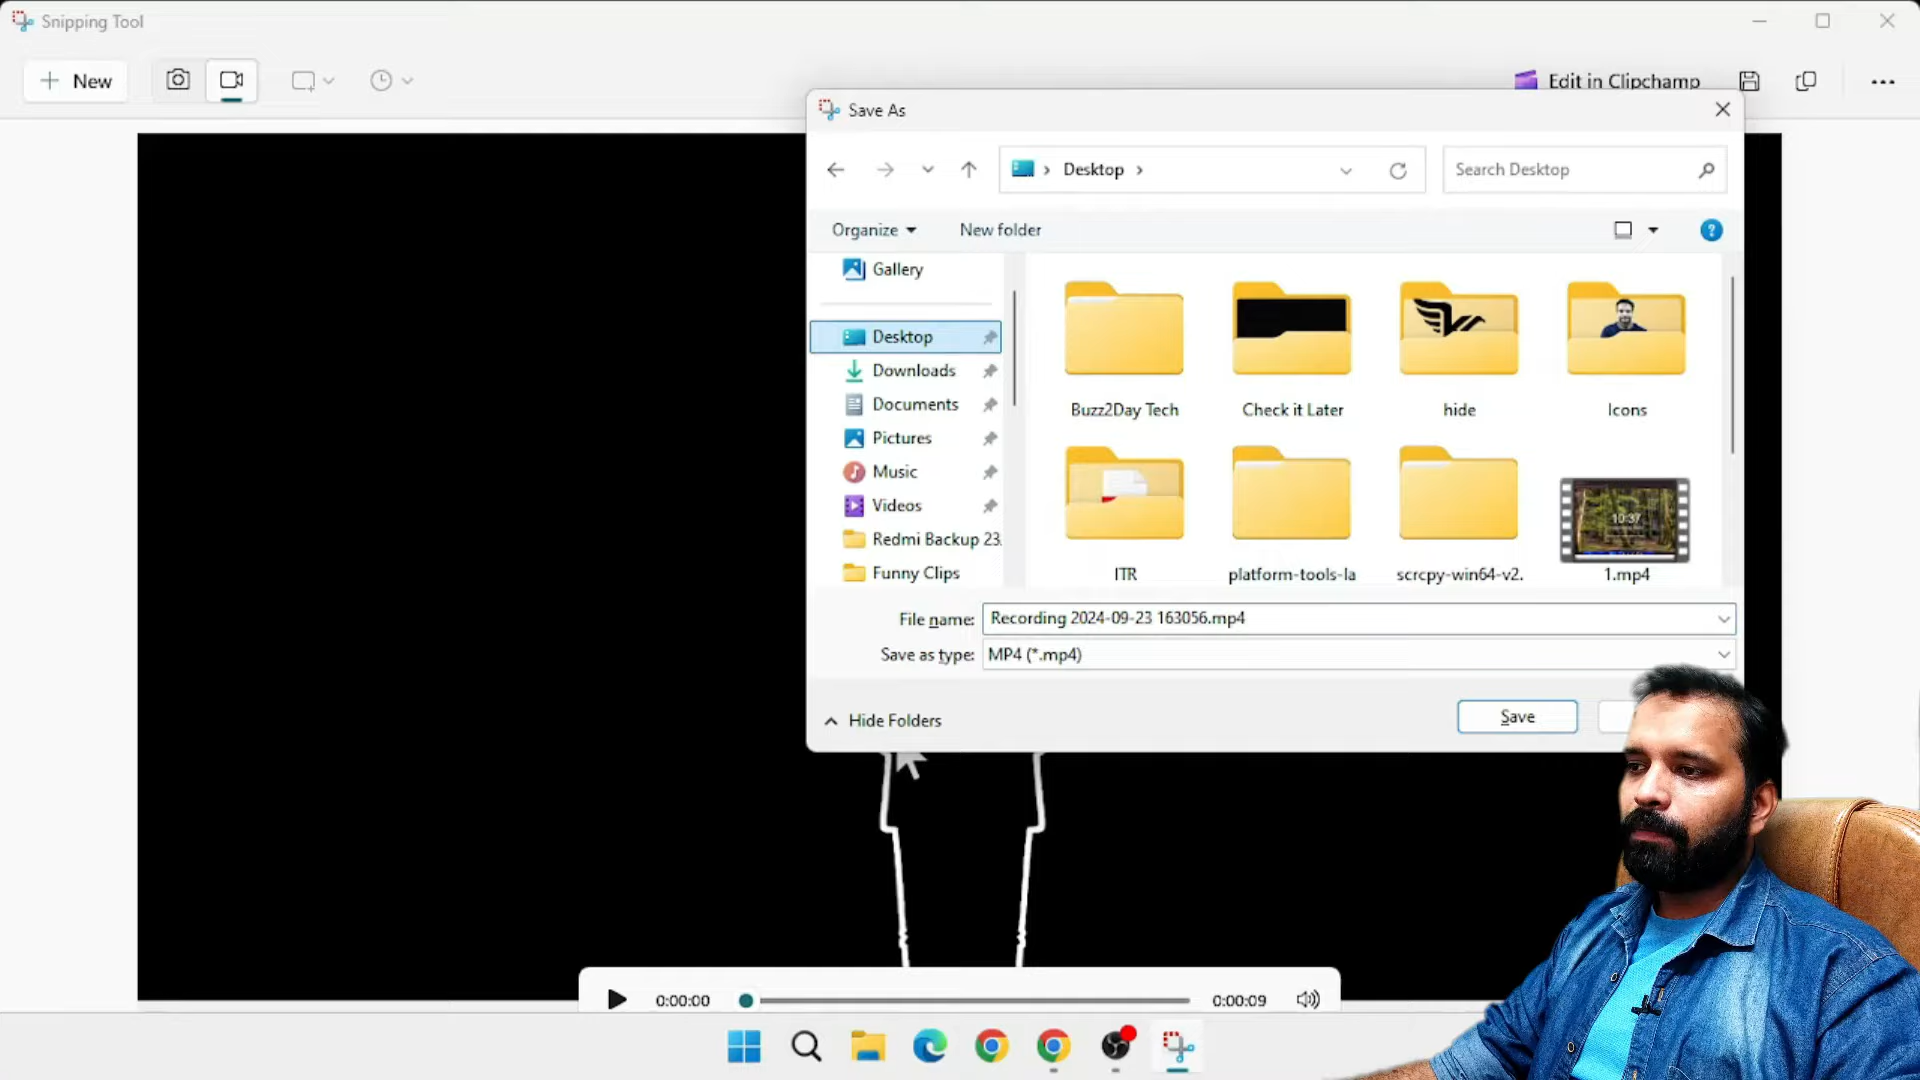 Snipping Tool
New
Edit in Clipchamp
Save As
Desktop
Search Desktop
Organize
New folder
Gallery
Desktop
Downloads
Documents
Pictures
Music
Videos
Redmi Backup 23.
Funny Clips
Buzz2Day Tech
Check it Later
hide
Icons
ITR
platform-tools-la
scrcpy-win64-v2.
10:37
1.mp4
File name: Recording 2024-09-23 163056.mp4
Save as type: MP4 (*.mp4)
Hide Folders
Save
0:00:00
0:00:09